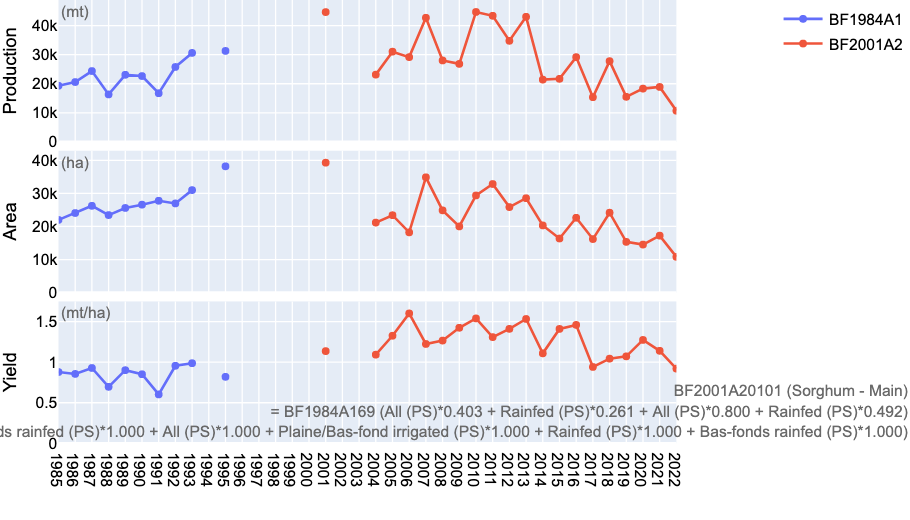 (mt)
BF1984A1
BF2001A2
Production
40k
30k
20k
10k
0
(ha)
Area
40k
30k
20k
10k
0
(mt/ha)
Yield
1.5
1
0.5
0
BF2001A20101 (Sorghum - Main)
= BF1984A169 (All (PS)*0.403 + Rainfed (PS)*0.261 + All (PS)*0.800 + Rainfed (PS)*0.492)
ds rainfed (PS)*1.000 + All (PS)*1.000 + Plaine/Bas-fond irrigated (PS)*1.000 + Rainfed (PS)*1.000 + Bas-fonds rainfed (PS)*1.000)
1985 1986 1987 1988 1989 1990 1991 1992 1993 1994 1995 1996 1997 1998 1999 2000 2001 2002 2003 2004 2005 2006 2007 2008 2009 2010 2011 2012 2013 2014 2015 2016 2017 2018 2019 2020 2021 2022